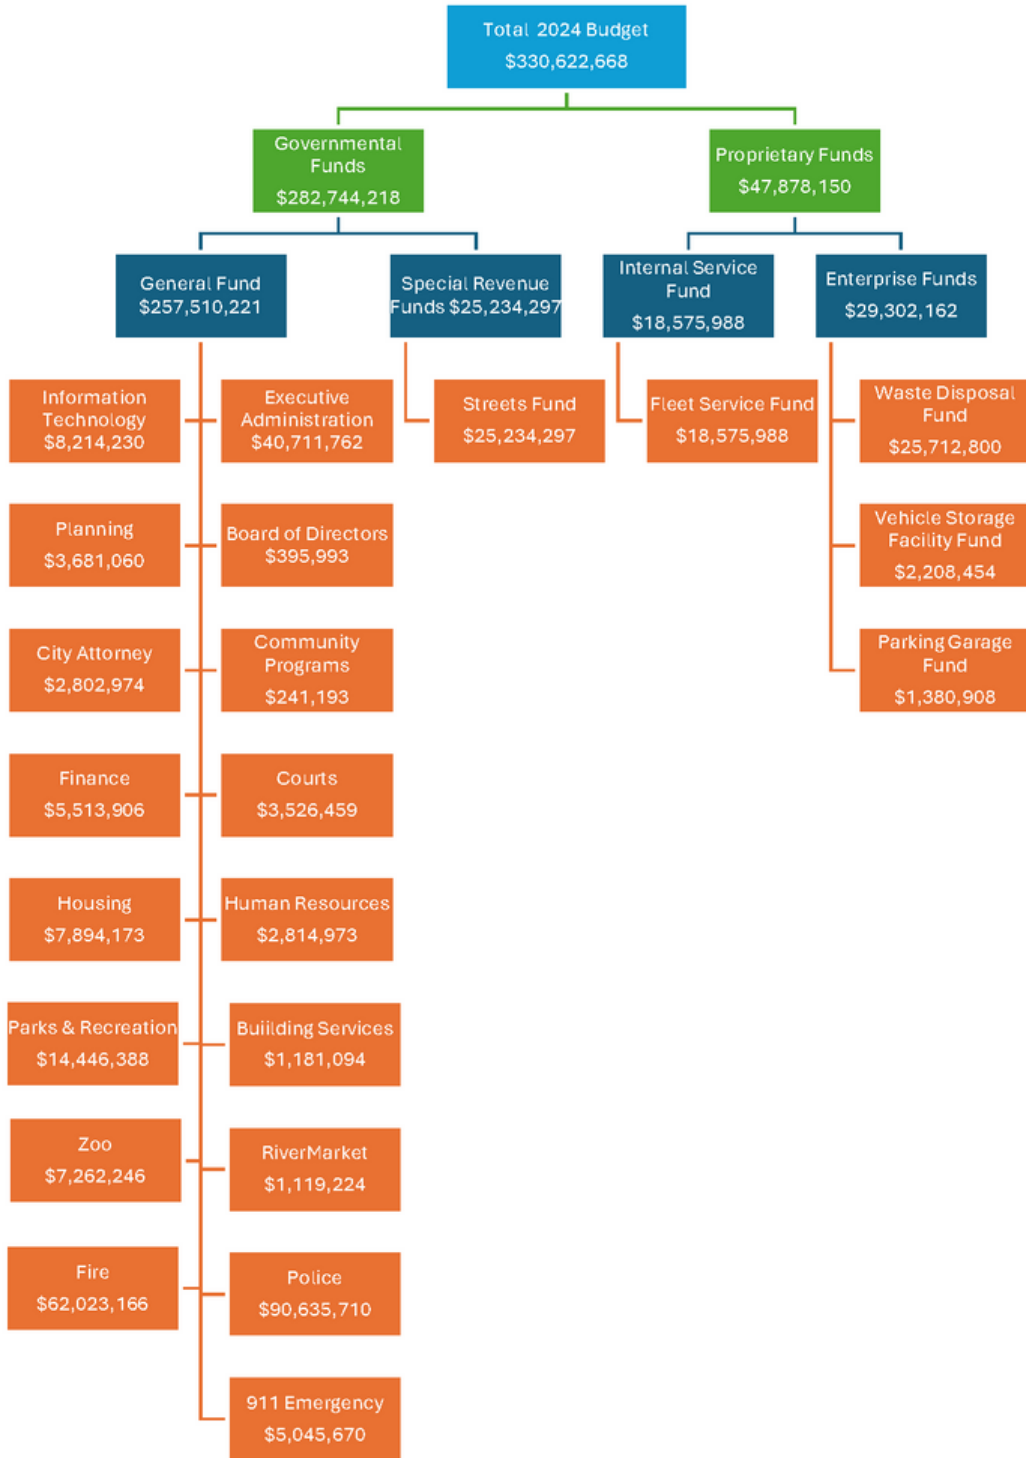 Total 2024 Budget
$330,622,668
Governmental
Funds
$282,744,218
Proprietary Funds
$47,878,150
General Fund
$257,510,221
Special Revenue
Funds $25,234,297
Internal Service
Fund
$18,575,988
Enterprise Funds
$29,302,162
Information
Technology
$8,214,230
Executive
Administration
$40,711,762
Streets Fund
$25,234,297
Fleet Service Fund
$18,575,988
Waste Disposal
Fund
$25,712,800
Planning
$3,681,060
Board of Directors
$395,993
Vehicle Storage
Facility Fund
$2,208,454
City Attorney
$2,802,974
Community
Programs
$241,193
Parking Garage
Fund
$1,380,908
Finance
$5,513,906
Courts
$3,526,459
Housing
$7,894,173
Human Resources
$2,814,973
Parks & Recreation
$14,446,388
Buiilding Services
$1,181,094
Zoo
$7,262,246
RiverMarket
$1,119,224
Fire
$62,023,166
Police
$90,635,710
911 Emergency
$5,045,670